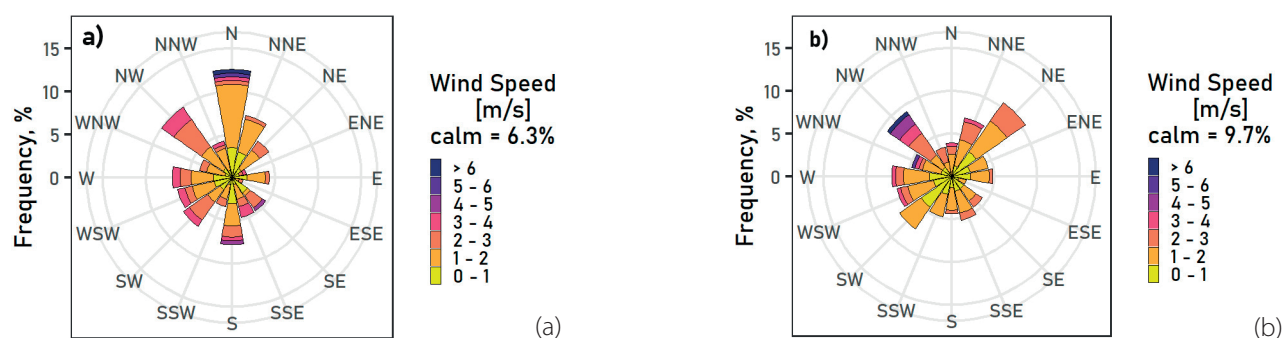 a)
N
NNE
NE
ENE
E
ESE
SE
SSE
S
SSW
SW
WSW
W
WNW
NW
NNW
15
10
5
0
Frequency, %
Wind Speed
[m/s]
calm = 6.3%
> 6
5 - 6
4 - 5
3 - 4
2 - 3
1 - 2
0 - 1
(a)
b)
N
NNE
NE
ENE
E
ESE
SE
SSE
S
SSW
SW
WSW
W
WNW
NW
NNW
15
10
5
0
Frequency, %
Wind Speed
[m/s]
calm = 9.7%
> 6
5 - 6
4 - 5
3 - 4
2 - 3
1 - 2
0 - 1
(b)